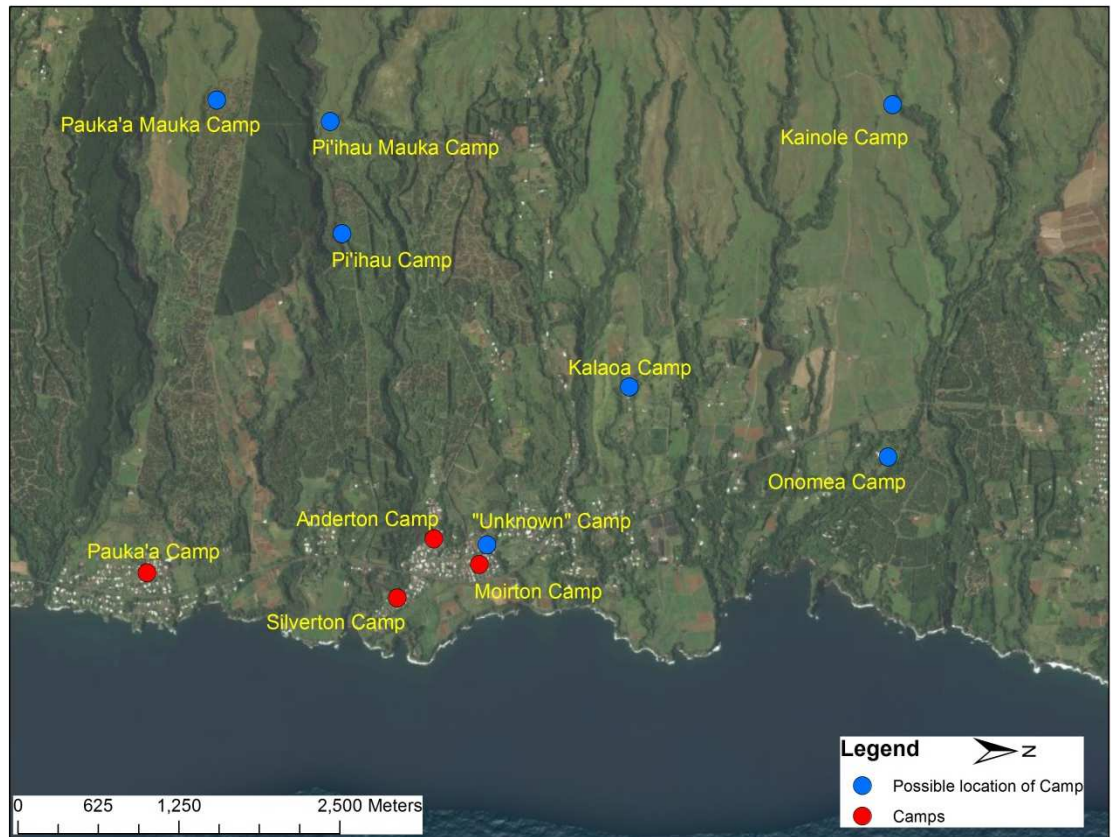 Pauka'a Mauka Camp
Pi'ihau Mauka Camp
Kainole Camp
Pi'ihau Camp
Kalaoa Camp
Onomea Camp
Anderton Camp
"Unknown" Camp
Pauka'a Camp
Moirton Camp
Silverton Camp
Legend
N
Possible location of Camp
Camps
0 625 1,250 2,500 Meters